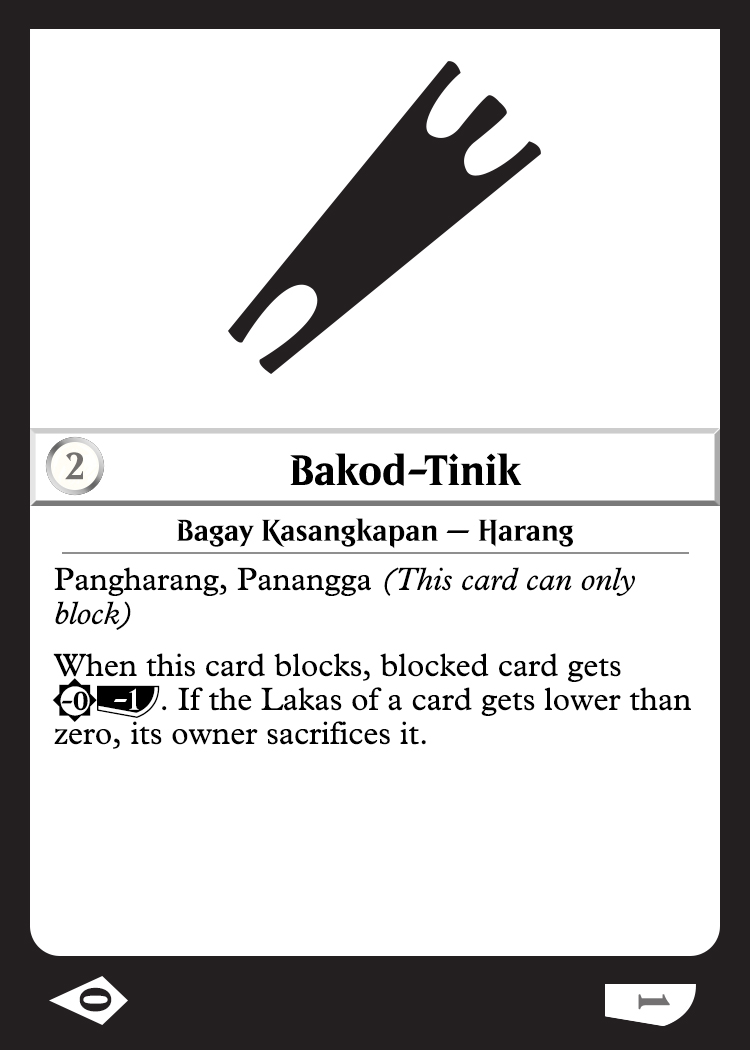 2
Bakod-Tinik
Bagay Kasangkapan — Harang
Pangharang, Panangga (This card can only
block)
When this card blocks, blocked card gets
-0 -1. If the Lakas of a card gets lower than
zero, its owner sacrifices it.
0
1